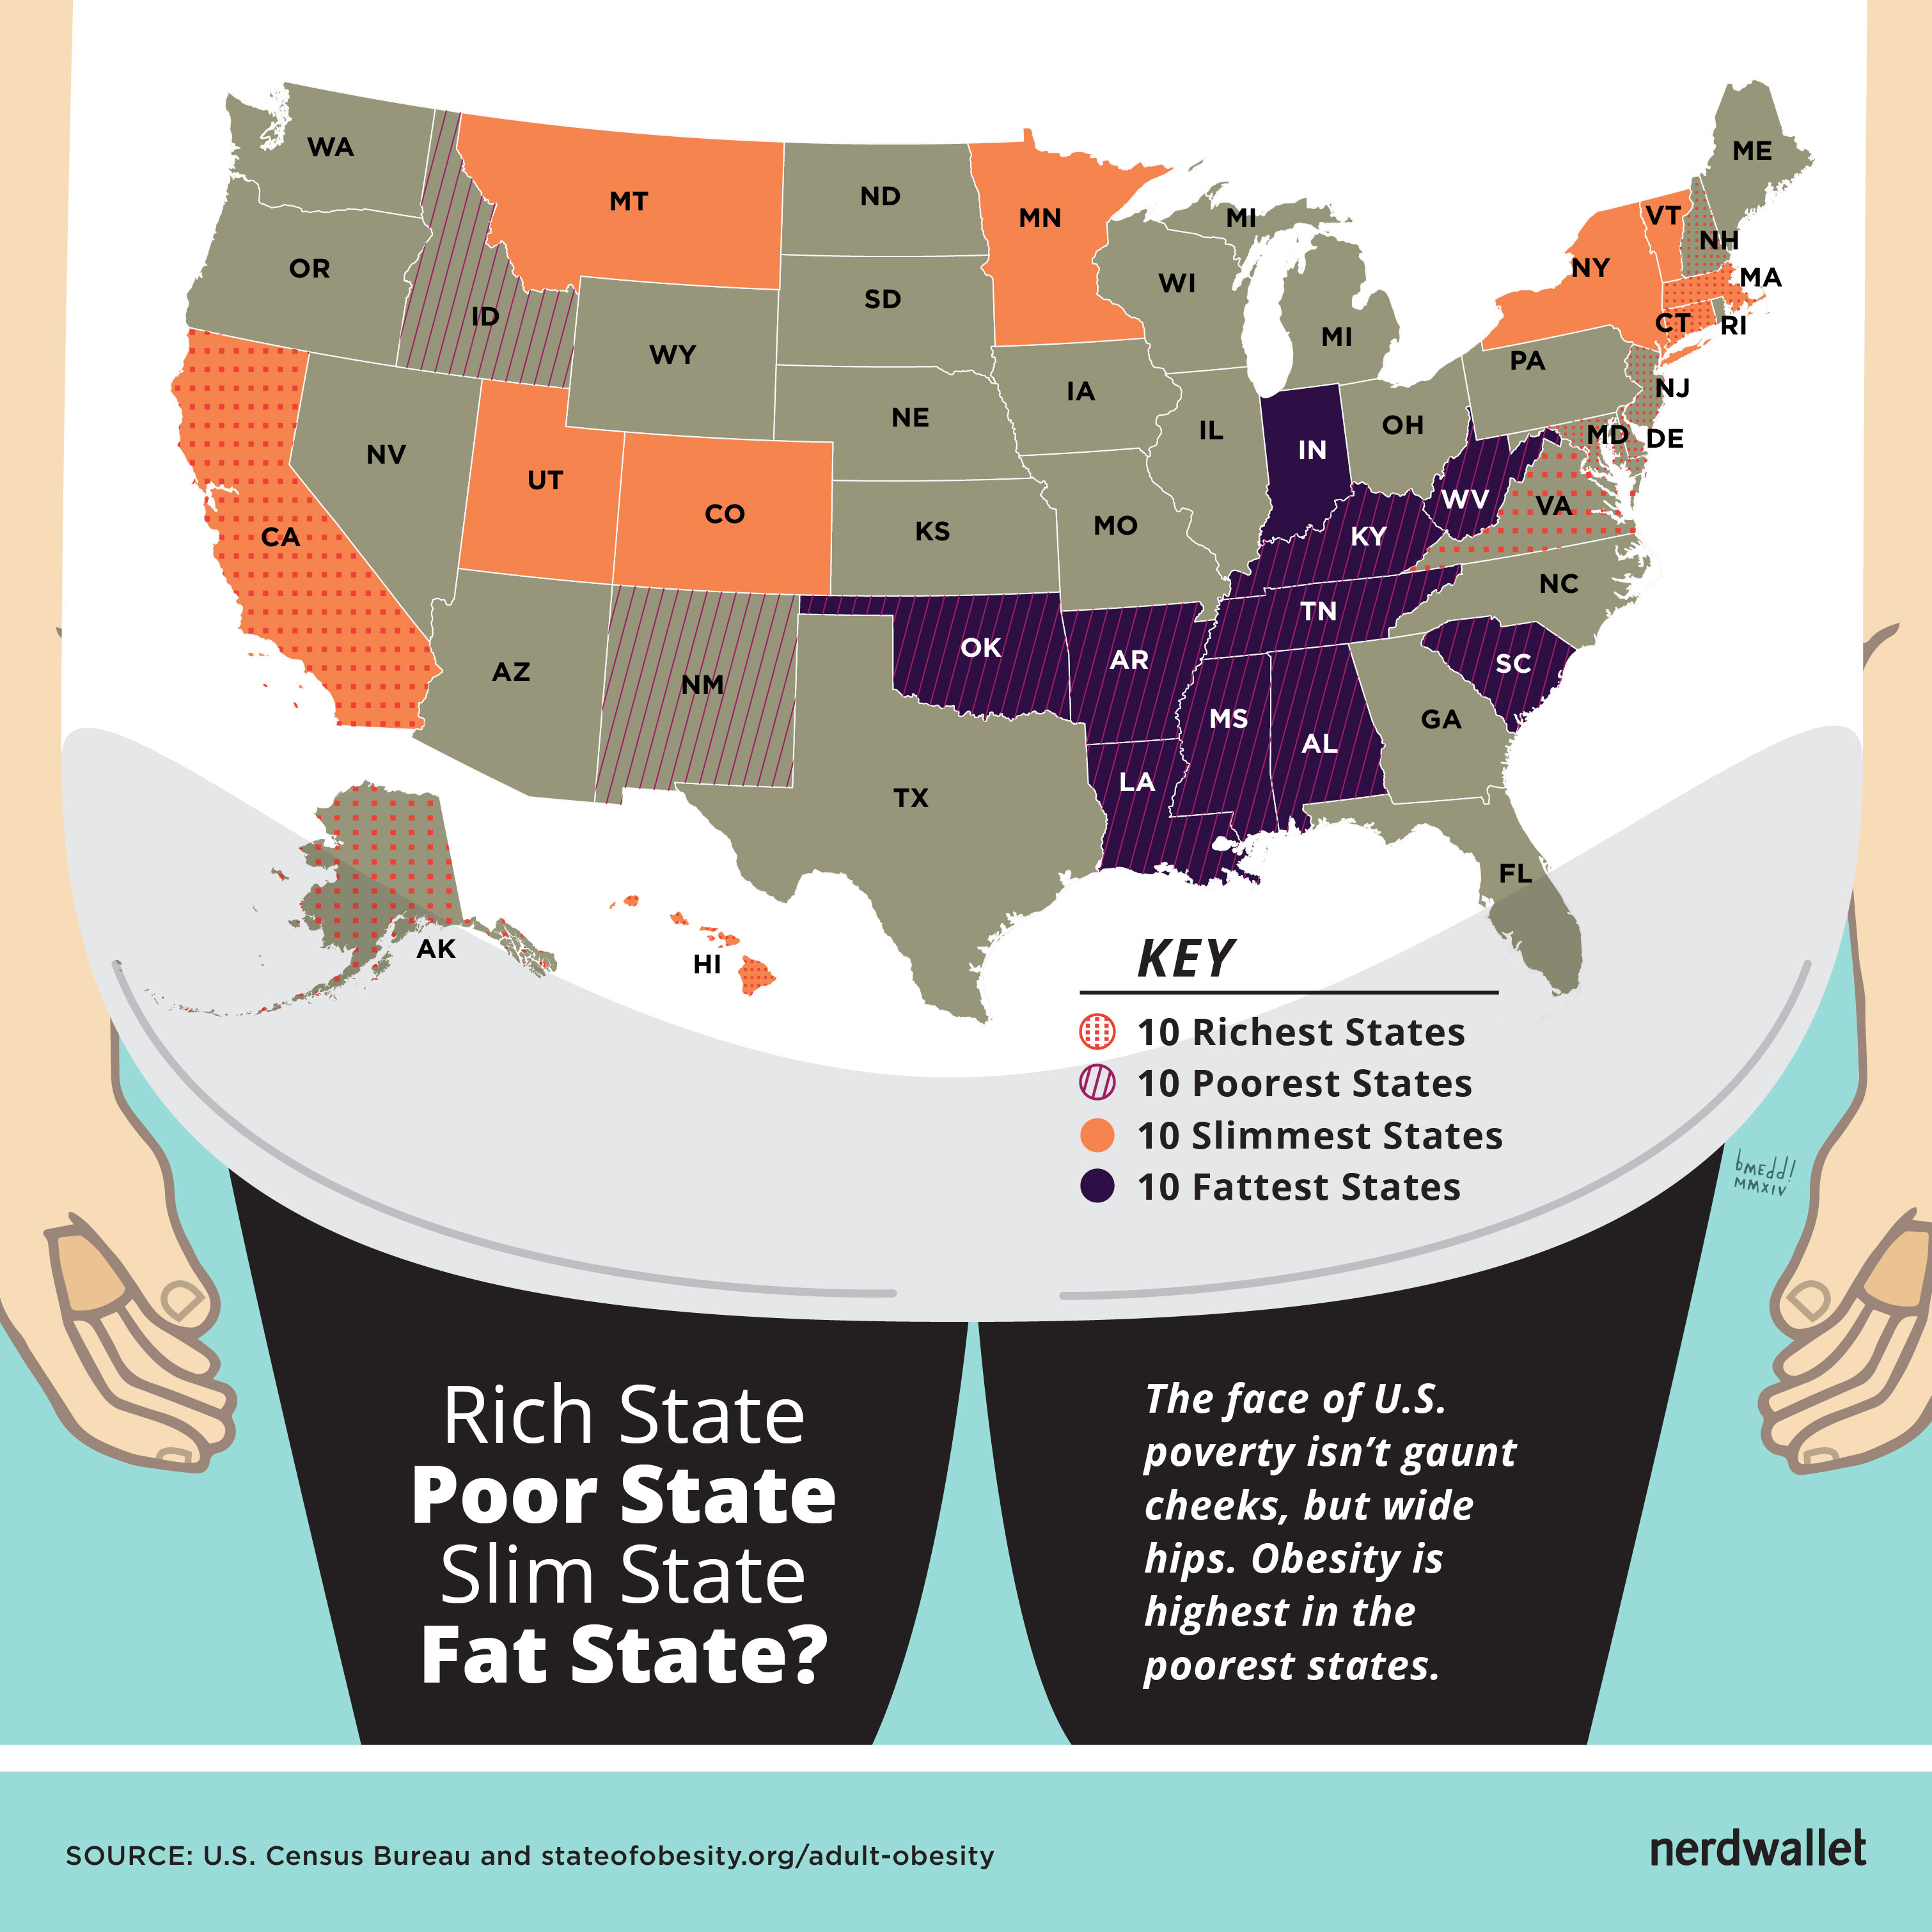 WA
MT
ND
MN
MI
ME
VT
NH
NY
MA
OR
ID
SD
WI
MI
CT
RI
WY
PA
NJ
IA
NE
IL
IN
OH
MD
DE
NV
UT
CO
KS
MO
KY
WV
VA
CA
NC
TN
OK
AR
SC
AZ
NM
MS
AL
GA
LA
TX
FL
AK
HI
KEY
10 Richest States
10 Poorest States
10 Slimmest States
10 Fattest States
bmedd!
MMXIV
Rich State
Poor State
Slim State
Fat State?
The face of U.S.
poverty isn’t gaunt
cheeks, but wide
hips. Obesity is
highest in the
poorest states.
SOURCE: U.S. Census Bureau and stateofobesity.org/adult-obesity
nerdwallet